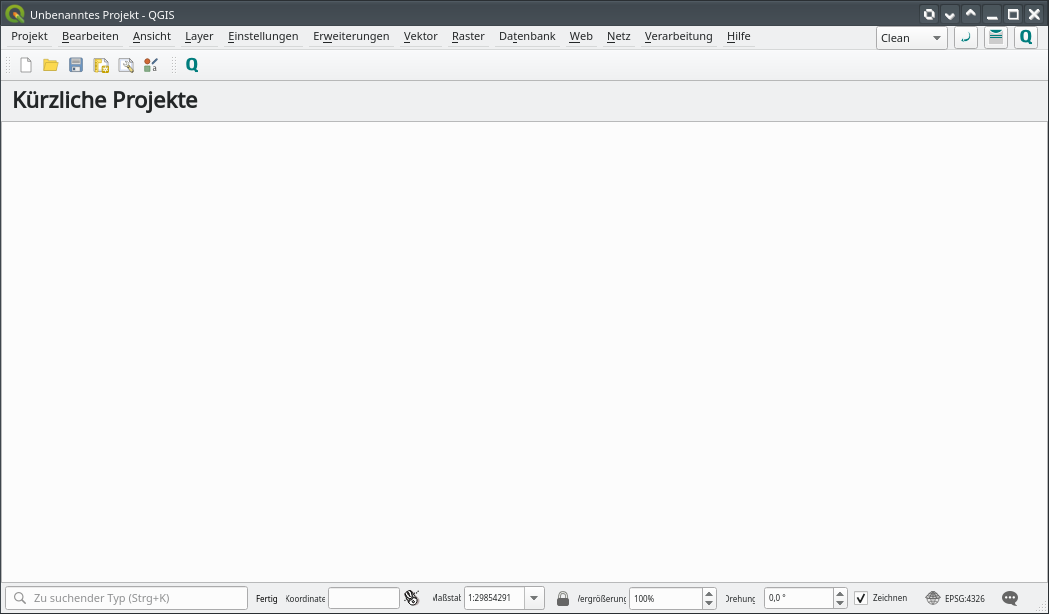 Unbenanntes Projekt - QGIS
Projekt Bearbeiten Ansicht Layer Einstellungen Erweiterungen Vektor Raster Datenbank Web Netz Verarbeitung Hilfe Clean
Kürzliche Projekte
Zu suchender Typ (Strg+K) Fertig Koordinate Maßstab 1:29854291 Vergrößerung 100% Drehung 0,0 ° Zeichnen EPSG:4326